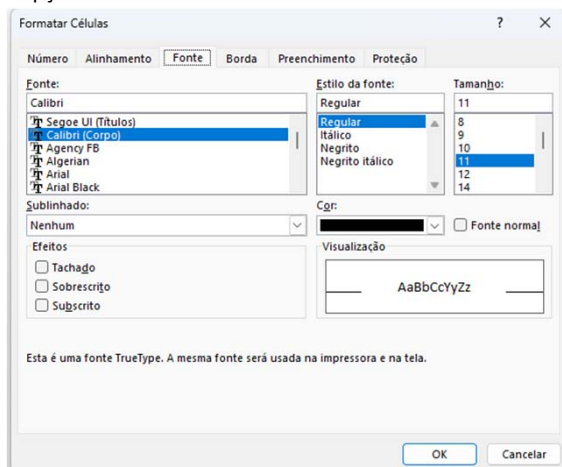 Formatar Células ? X
Número Alinhamento Fonte Borda Preenchimento Proteção
Fonte: Estilo da fonte: Tamanho:
Calibri Regular 11
Segoe UI (Títulos) Regular 8
Calibri (Corpo) Itálico 9
Agency FB Negrito 10
Algerian Negrito itálico 11
Arial 12
Arial Black 14
Sublinhado: Cor:
Nenhum Fonte normal
Efeitos Visualização
Tachado
Sobrescrito AaBbCcYyZz
Subscrito
Esta é uma fonte TrueType. A mesma fonte será usada na impressora e na tela.
OK Cancelar